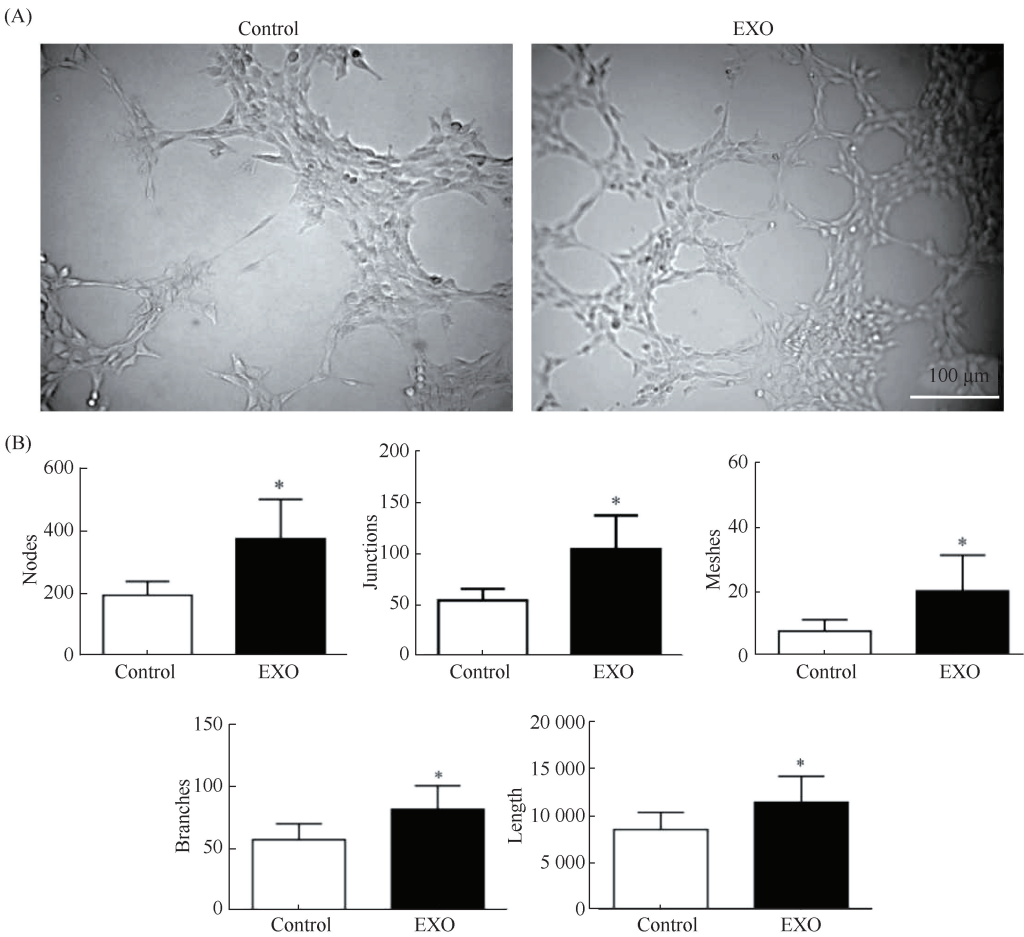 (A)
Control
EXO
100 μm
(B)
600
400
200
0
Nodes
*
Control
EXO
200
150
100
50
0
Junctions
*
Control
EXO
60
40
20
0
Meshes
*
Control
EXO
150
100
50
0
Branches
*
Control
EXO
20 000
15 000
10 000
5 000
0
Length
*
Control
EXO